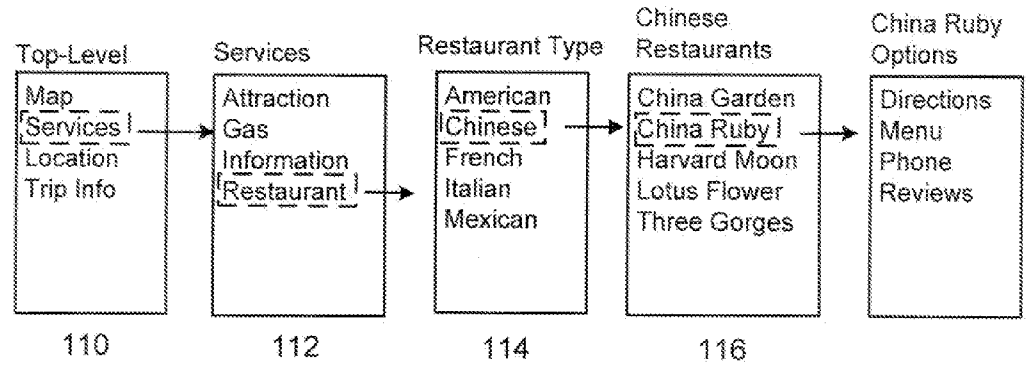 Top-Level
Map
Services
Location
Trip Info
110
Services
Attraction
Gas
Information
Restaurant
112
Restaurant Type
American
Chinese
French
Italian
Mexican
114
Chinese
Restaurants
China Garden
China Ruby
Harvard Moon
Lotus Flower
Three Gorges
116
China Ruby
Options
Directions
Menu
Phone
Reviews